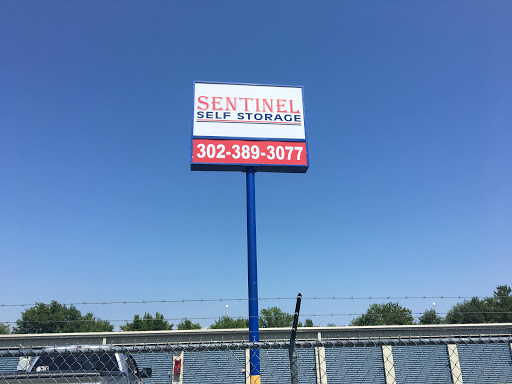 SENTINEL
SELF STORAGE
302-389-3077